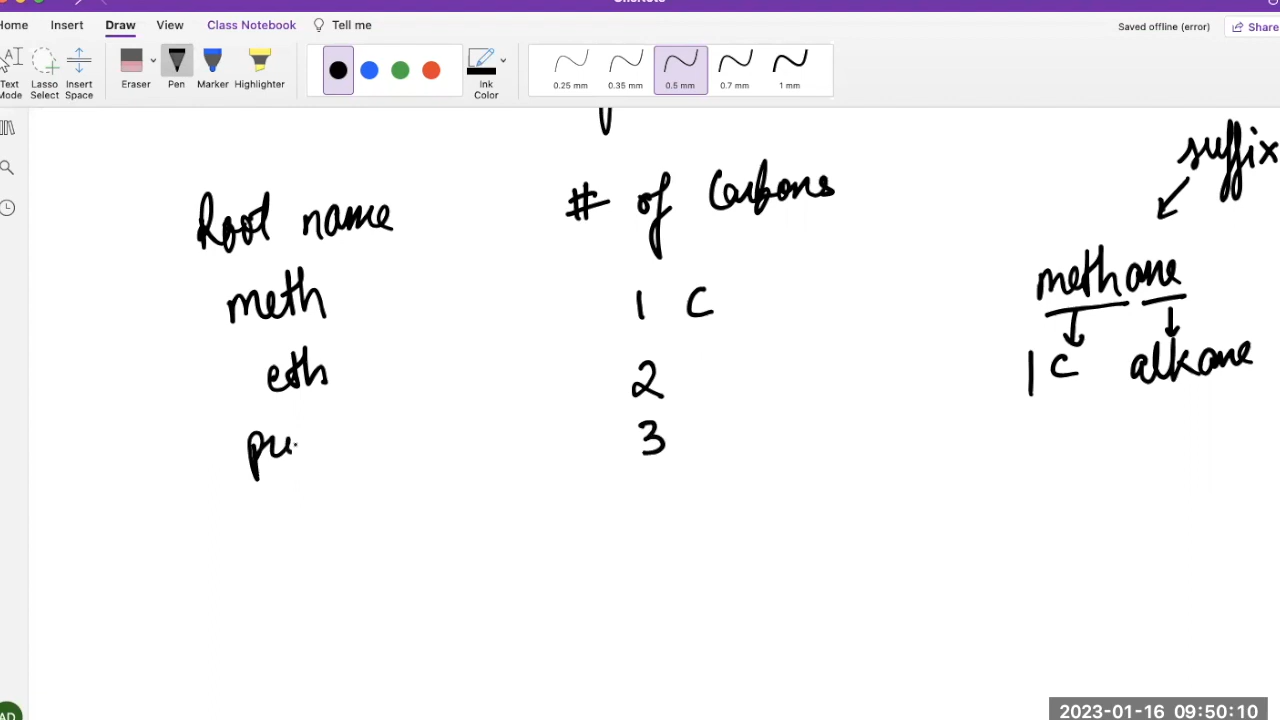 Home Insert Draw View Class Notebook Tell me Saved offline (error) Share
Text Mode Lasso Select Insert Space Eraser Pen Marker Highlighter Ink Color 0.25 mm 0.35 mm 0.5 mm 0.7 mm 1 mm
suffix
Root name # of Carbons
meth 1 C methane
eth 2 1 C alkane
3
2023-01-16 09:50:10